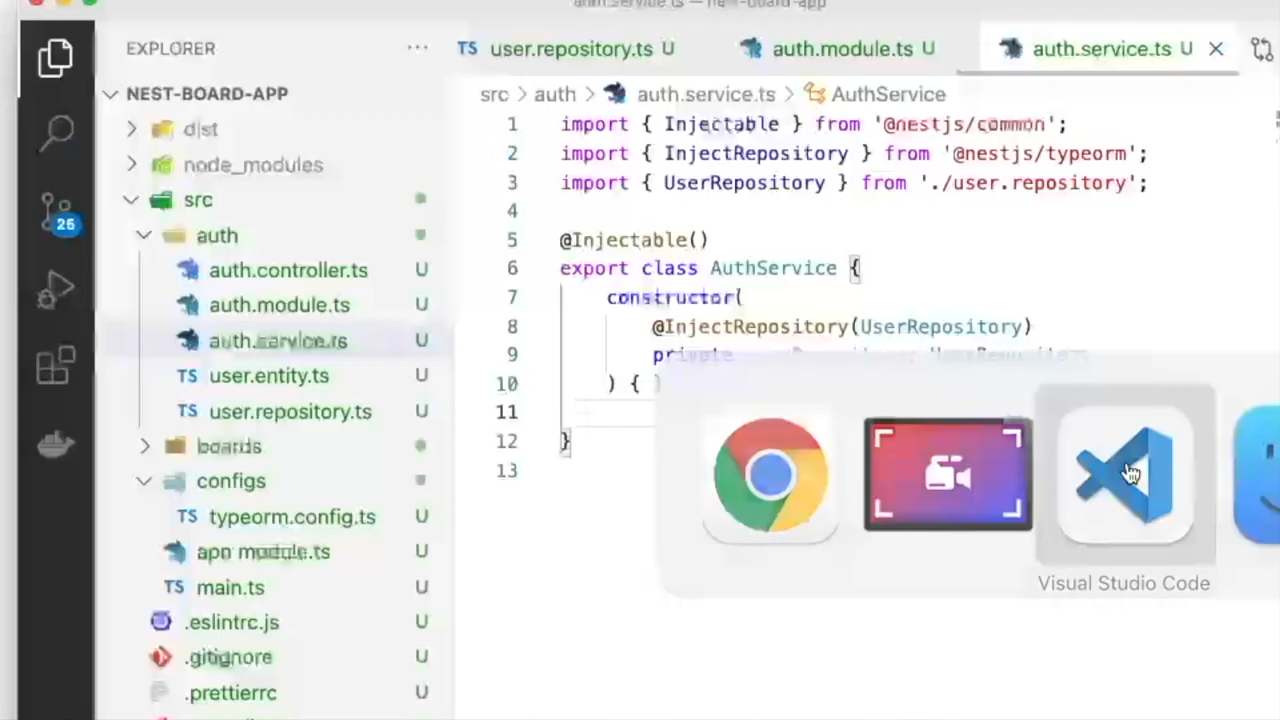 auth.service.ts — nest-board-app
EXPLORER
NEST-BOARD-APP
dist
node_modules
src
auth
auth.controller.ts U
auth.module.ts U
auth.service.ts U
user.entity.ts U
user.repository.ts U
boards
configs
typeorm.config.ts U
app.module.ts U
main.ts U
.eslintrc.js U
.gitignore U
.prettierrc U
26
TS user.repository.ts U
auth.module.ts U
auth.service.ts U
src > auth > auth.service.ts > AuthService
1 import { Injectable } from '@nestjs/common';
2 import { InjectRepository } from '@nestjs/typeorm';
3 import { UserRepository } from './user.repository';
4
5 @Injectable()
6 export class AuthService {
7 constructor(
8 @InjectRepository(UserRepository)
9 private
10 ) { }
11
12 }
13
Visual Studio Code